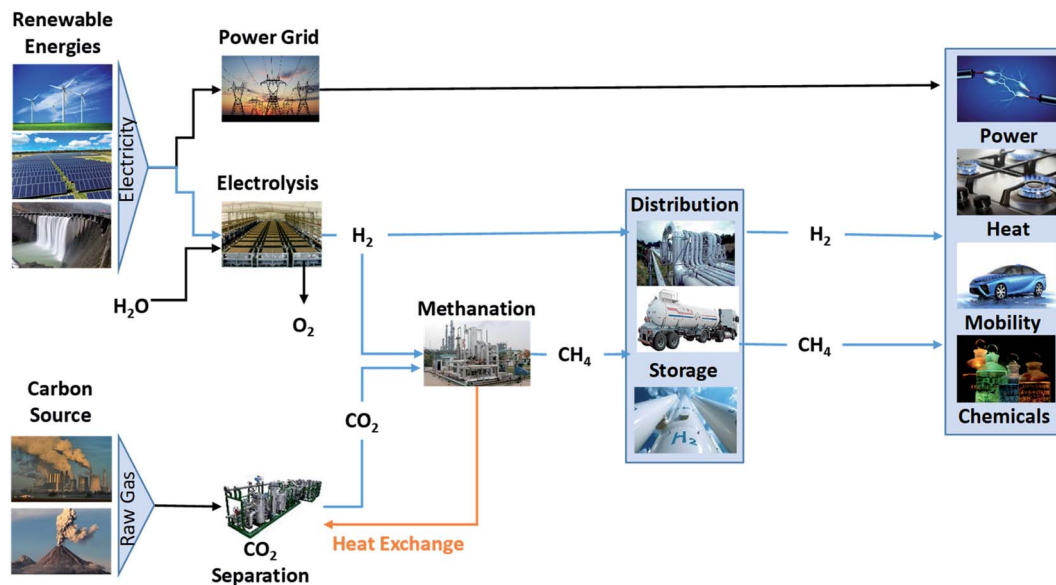 Renewable
Energies
Power Grid
Electricity
Power
Electrolysis
Distribution
H₂
H₂
Heat
H₂O
O₂
Methanation
CH₄
CH₄
Mobility
Storage
Carbon
Source
CO₂
H₂
Chemicals
Raw Gas
Heat Exchange
CO₂
Separation